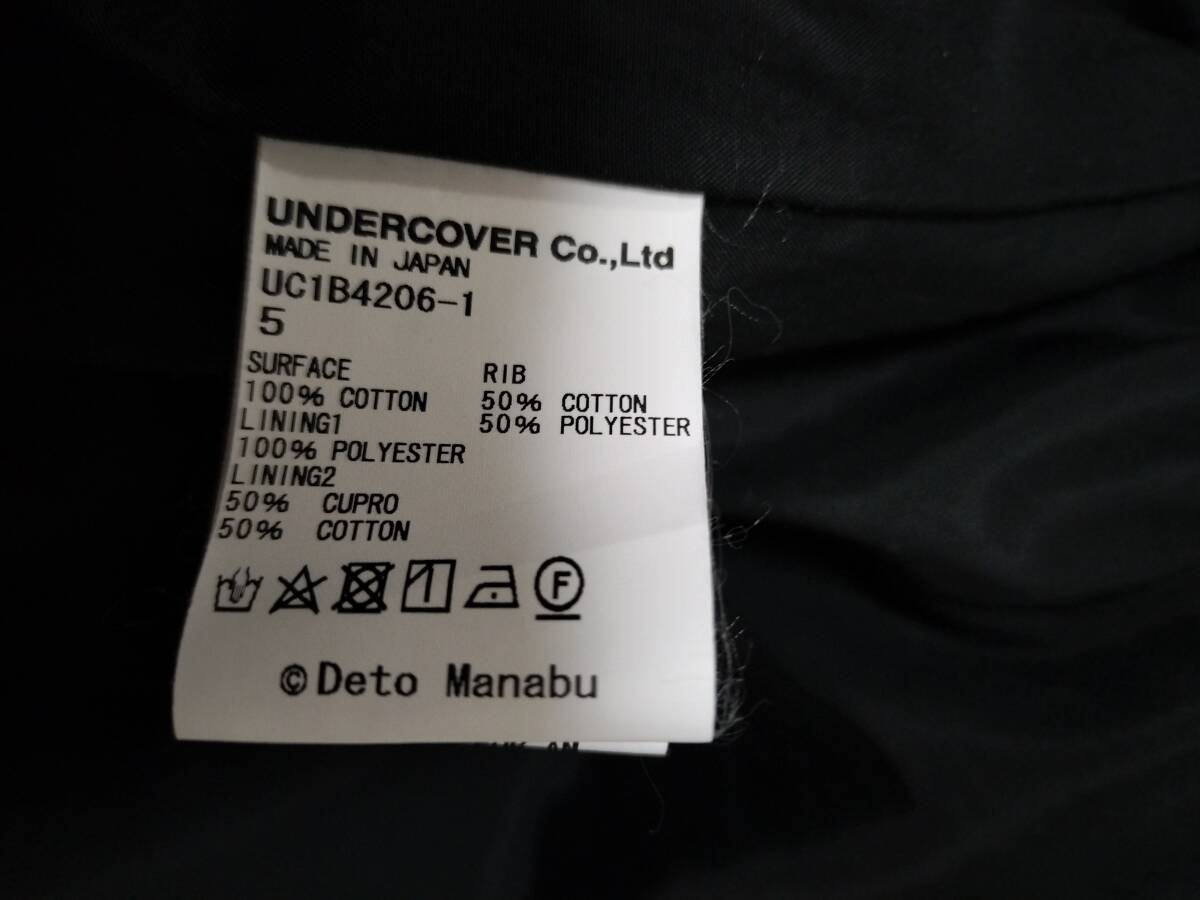 UNDERCOVER Co.,Ltd
MADE IN JAPAN
UC1B4206-1
5
SURFACE
100% COTTON
LINING1
100% POLYESTER
LINING2
50% CUPRO
50% COTTON
RIB
50% COTTON
50% POLYESTER
F
©Deto Manabu